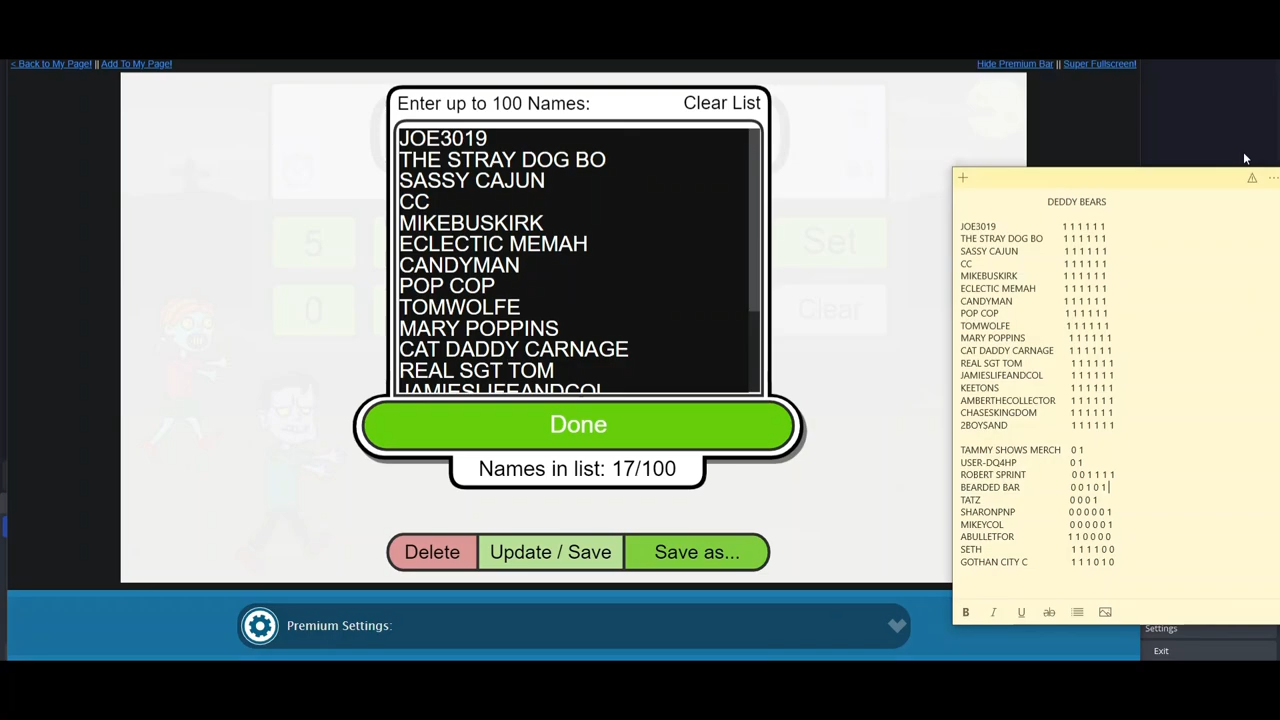 < Back to My Page! || Add To My Page!
Hide Premium Bar || Super Fullscreen!
Enter up to 100 Names: Clear List
JOE3019
THE STRAY DOG BO
SASSY CAJUN
CC
MIKEBUSKIRK
ECLECTIC MEMAH
CANDYMAN
POP COP
TOMWOLFE
MARY POPPINS
CAT DADDY CARNAGE
REAL SGT TOM
JAMIESLIFEANDCOL
5
Set
0
Clear
Done
Names in list: 17/100
Delete
Update / Save
Save as...
Premium Settings:
DEDDY BEARS
JOE3019 1 1 1 1 1 1
THE STRAY DOG BO 1 1 1 1 1 1
SASSY CAJUN 1 1 1 1 1 1
CC 1 1 1 1 1 1
MIKEBUSKIRK 1 1 1 1 1 1
ECLECTIC MEMAH 1 1 1 1 1 1
CANDYMAN 1 1 1 1 1 1
POP COP 1 1 1 1 1 1
TOMWOLFE 1 1 1 1 1 1
MARY POPPINS 1 1 1 1 1 1
CAT DADDY CARNAGE 1 1 1 1 1 1
REAL SGT TOM 1 1 1 1 1 1
JAMIESLIFEANDCOL 1 1 1 1 1 1
KEETONS 1 1 1 1 1 1
AMBERTHECOLLECTOR 1 1 1 1 1 1
CHASESKINGDOM 1 1 1 1 1 1
2BOYSAND 1 1 1 1 1 1
TAMMY SHOWS MERCH 0 1
USER-DQ4HP 0 1
ROBERT SPRINT 0 0 1 1 1 1
BEARDED BAR 0 0 1 0 1
TATZ 0 0 0 1
SHARONPNP 0 0 0 0 0 1
MIKEYCOL 0 0 0 0 0 1
ABULLETFOR 1 1 0 0 0 0
SETH 1 1 1 1 0 0
GOTHAN CITY C 1 1 1 0 1 0
B I U ab
Settings
Exit